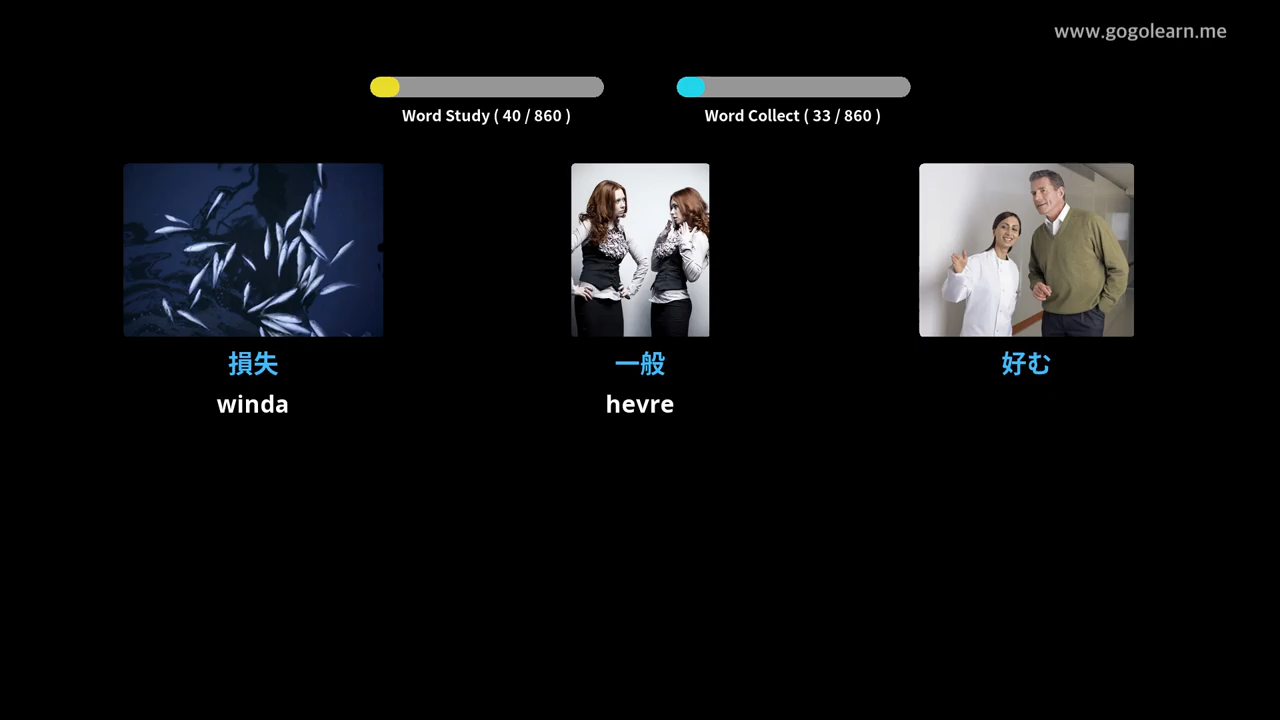 www.gogolearn.me
Word Study ( 40 / 860 )
Word Collect ( 33 / 860 )
損失
一般
好む
winda
hevre